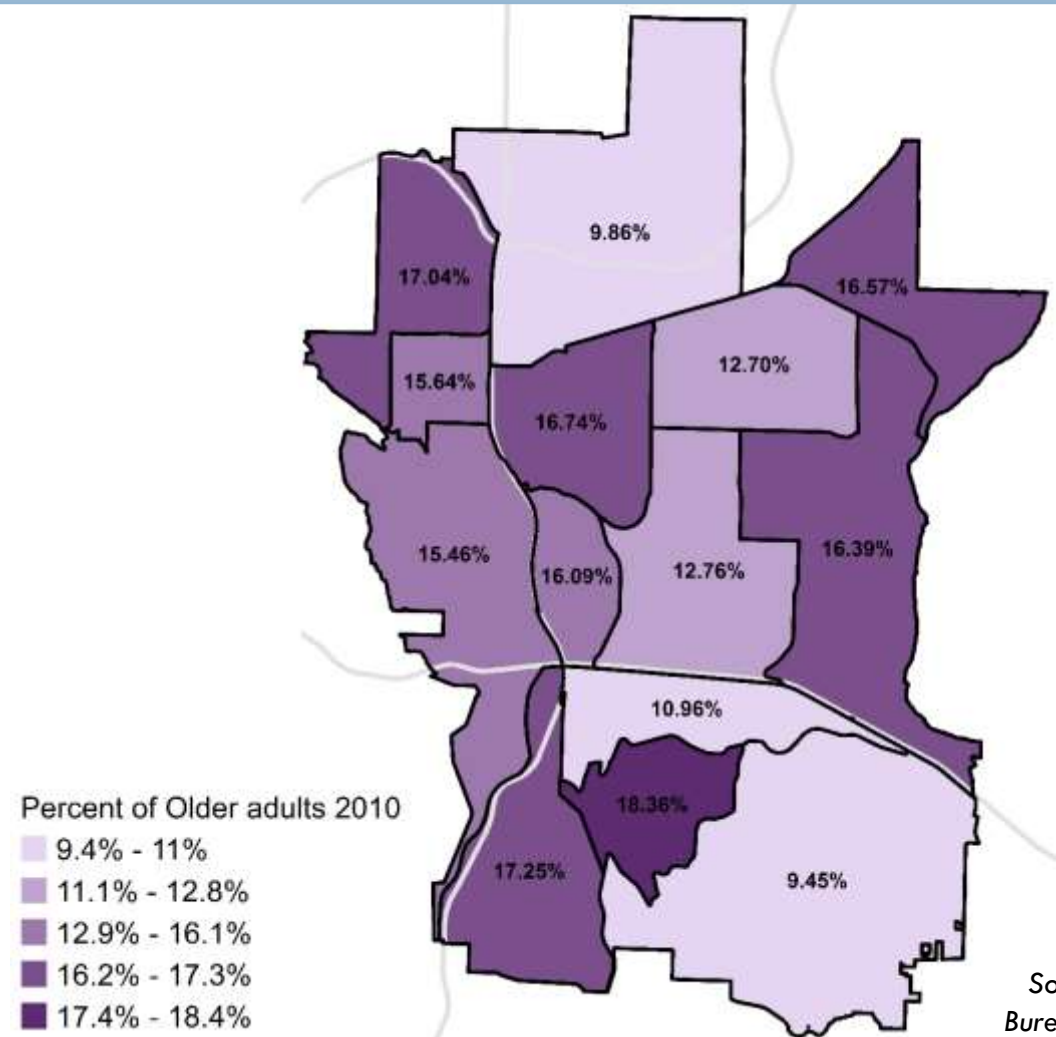 9.86%
17.04%
16.57%
12.70%
15.64%
16.74%
15.46%
16.09%
12.76%
16.39%
10.96%
18.36%
17.25%
9.45%
Percent of Older adults 2010
9.4% - 11%
11.1% - 12.8%
12.9% - 16.1%
16.2% - 17.3%
17.4% - 18.4%